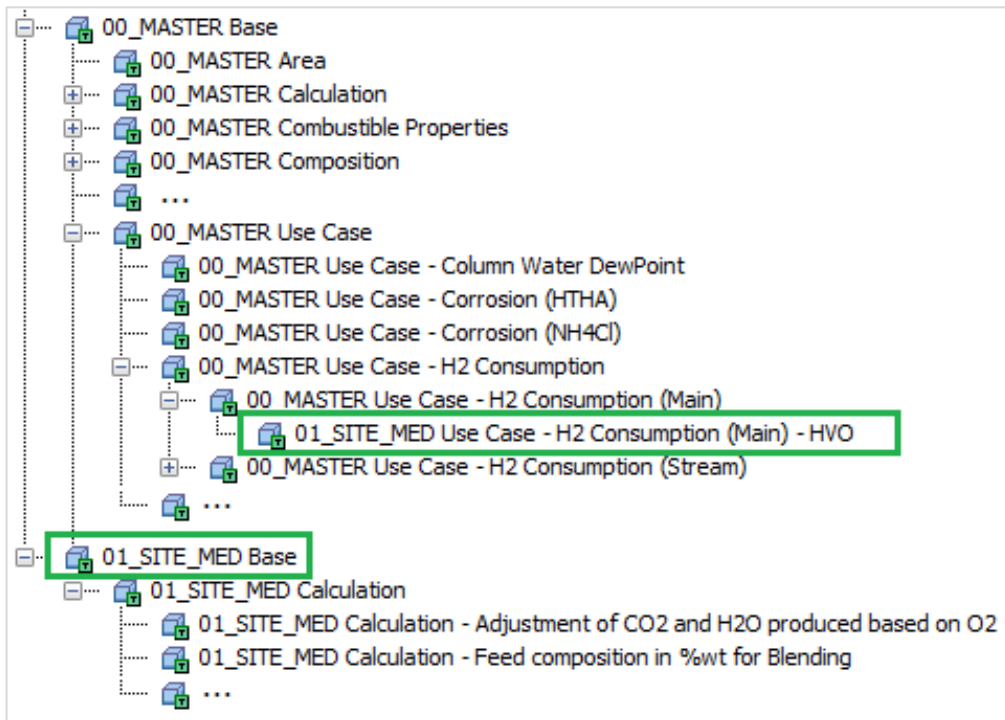 00_MASTER Base
00_MASTER Area
00_MASTER Calculation
00_MASTER Combustible Properties
00_MASTER Composition
...
00_MASTER Use Case
00_MASTER Use Case - Column Water DewPoint
00_MASTER Use Case - Corrosion (HTHA)
00_MASTER Use Case - Corrosion (NH4Cl)
00_MASTER Use Case - H2 Consumption
00_MASTER Use Case - H2 Consumption (Main)
01_SITE_MED Use Case - H2 Consumption (Main) - HVO
00_MASTER Use Case - H2 Consumption (Stream)
...
01_SITE_MED Base
01_SITE_MED Calculation
01_SITE_MED Calculation - Adjustment of CO2 and H2O produced based on O2
01_SITE_MED Calculation - Feed composition in %wt for Blending
...